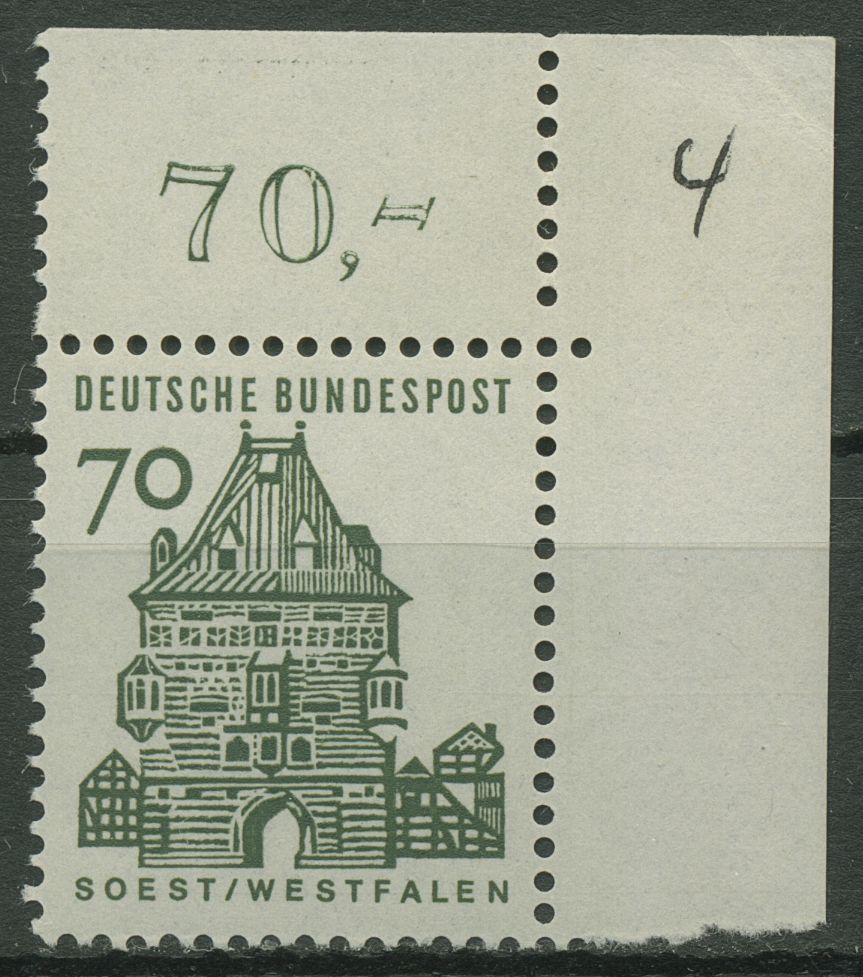 4
70,-
DEUTSCHE BUNDESPOST
70
SOEST/WESTFALEN